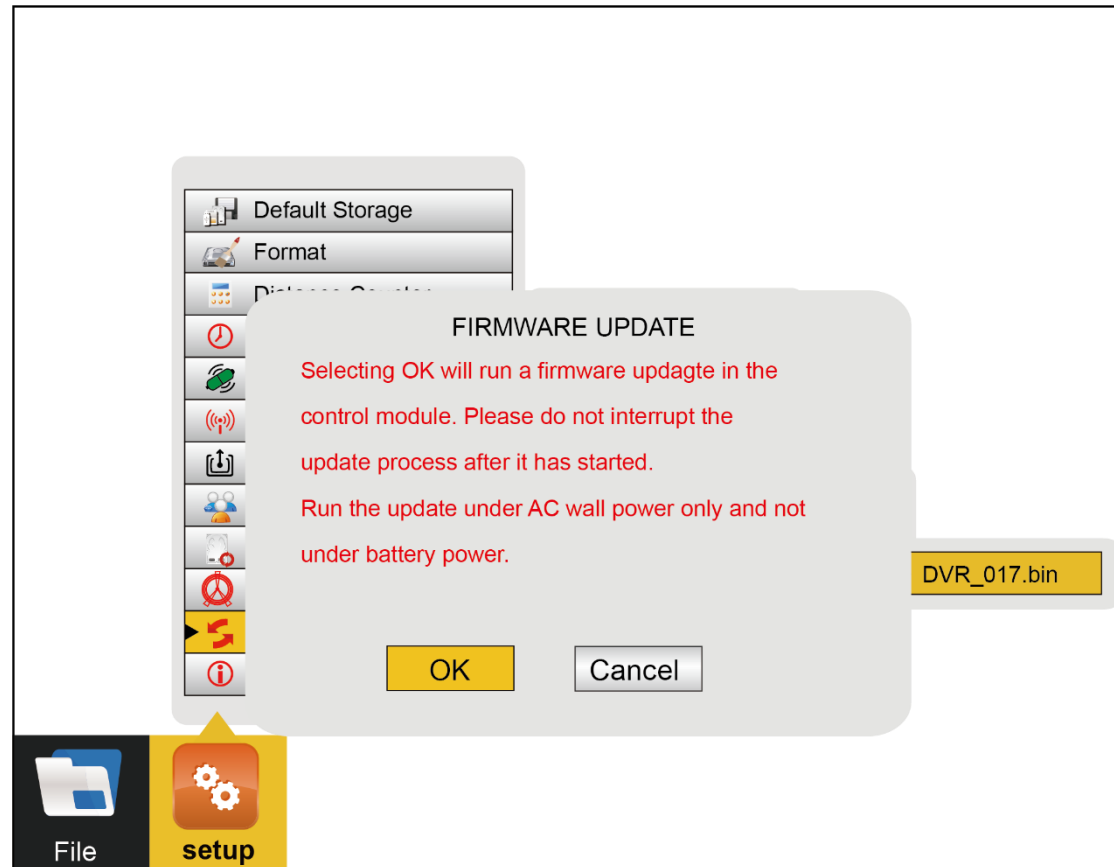 Default Storage
Format
FIRMWARE UPDATE
Selecting OK will run a firmware updagte in the
control module. Please do not interrupt the
update process after it has started.
Run the update under AC wall power only and not
under battery power.
DVR_017.bin
OK
Cancel
File
setup